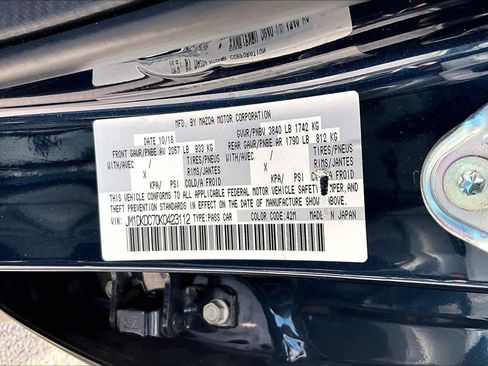 MFD. BY MAZDA MOTOR CORPORATION
DATE 10/18 GVWR/PNBV 3840 LB 1742 KG
FRONT GAWR/PNBE AV 2057 LB 933 KG REAR GAWR/PNBE AR 1790 LB 812 KG
WITH/AVEC / TIRES/PNEUS WITH/AVEC / TIRES/PNEUS
X RIMS/JANTES X RIMS/JANTES
KPA/ PSI COLD/A FROID KPA/ PSI COLD/A FROID
THIS VEHICLE CONFORMS TO ALL APPLICABLE FEDERAL MOTOR VEHICLE SAFETY, BUMPER, AND
THEFT PREVENTION STANDARDS IN EFFECT ON THE DATE OF MANUFACTURE SHOWN ABOVE.
VIN: JM1DKDC70K0423112 TYPE: PASS CAR COLOR CODE: 42M MADE IN JAPAN